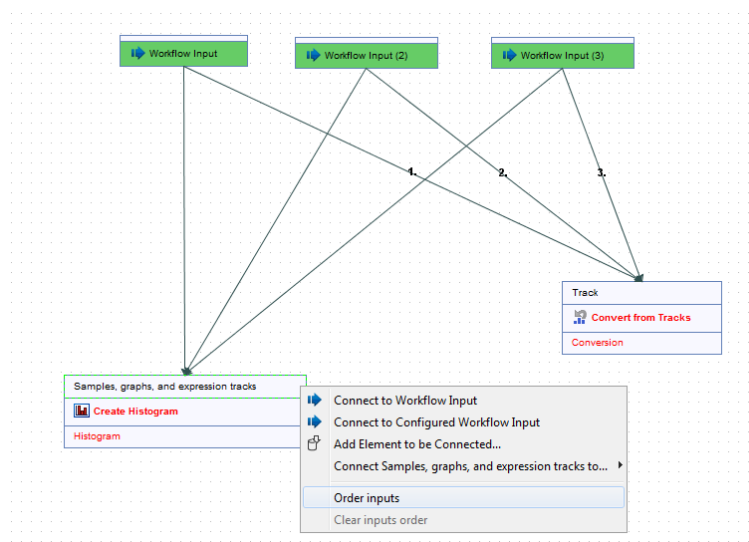 Workflow Input
Workflow Input (2)
Workflow Input (3)
1.
2.
3.
Track
Convert from Tracks
Conversion
Samples, graphs, and expression tracks
Create Histogram
Histogram
Connect to Workflow Input
Connect to Configured Workflow Input
Add Element to be Connected...
Connect Samples, graphs, and expression tracks to...
Order inputs
Clear inputs order